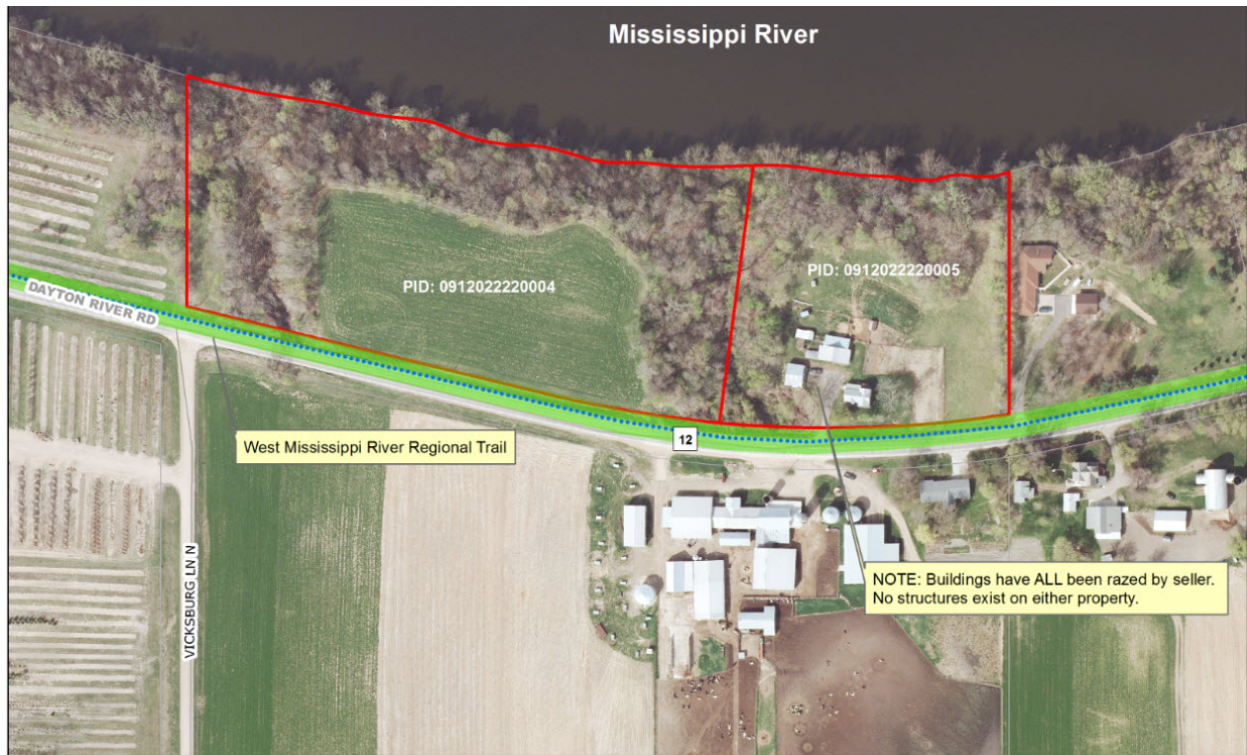 Mississippi River
PID: 0912022220004
PID: 0912022220005
DAYTON RIVER RD
West Mississippi River Regional Trail
12
NOTE: Buildings have ALL been razed by seller.
No structures exist on either property.
VICKSBURG LN N